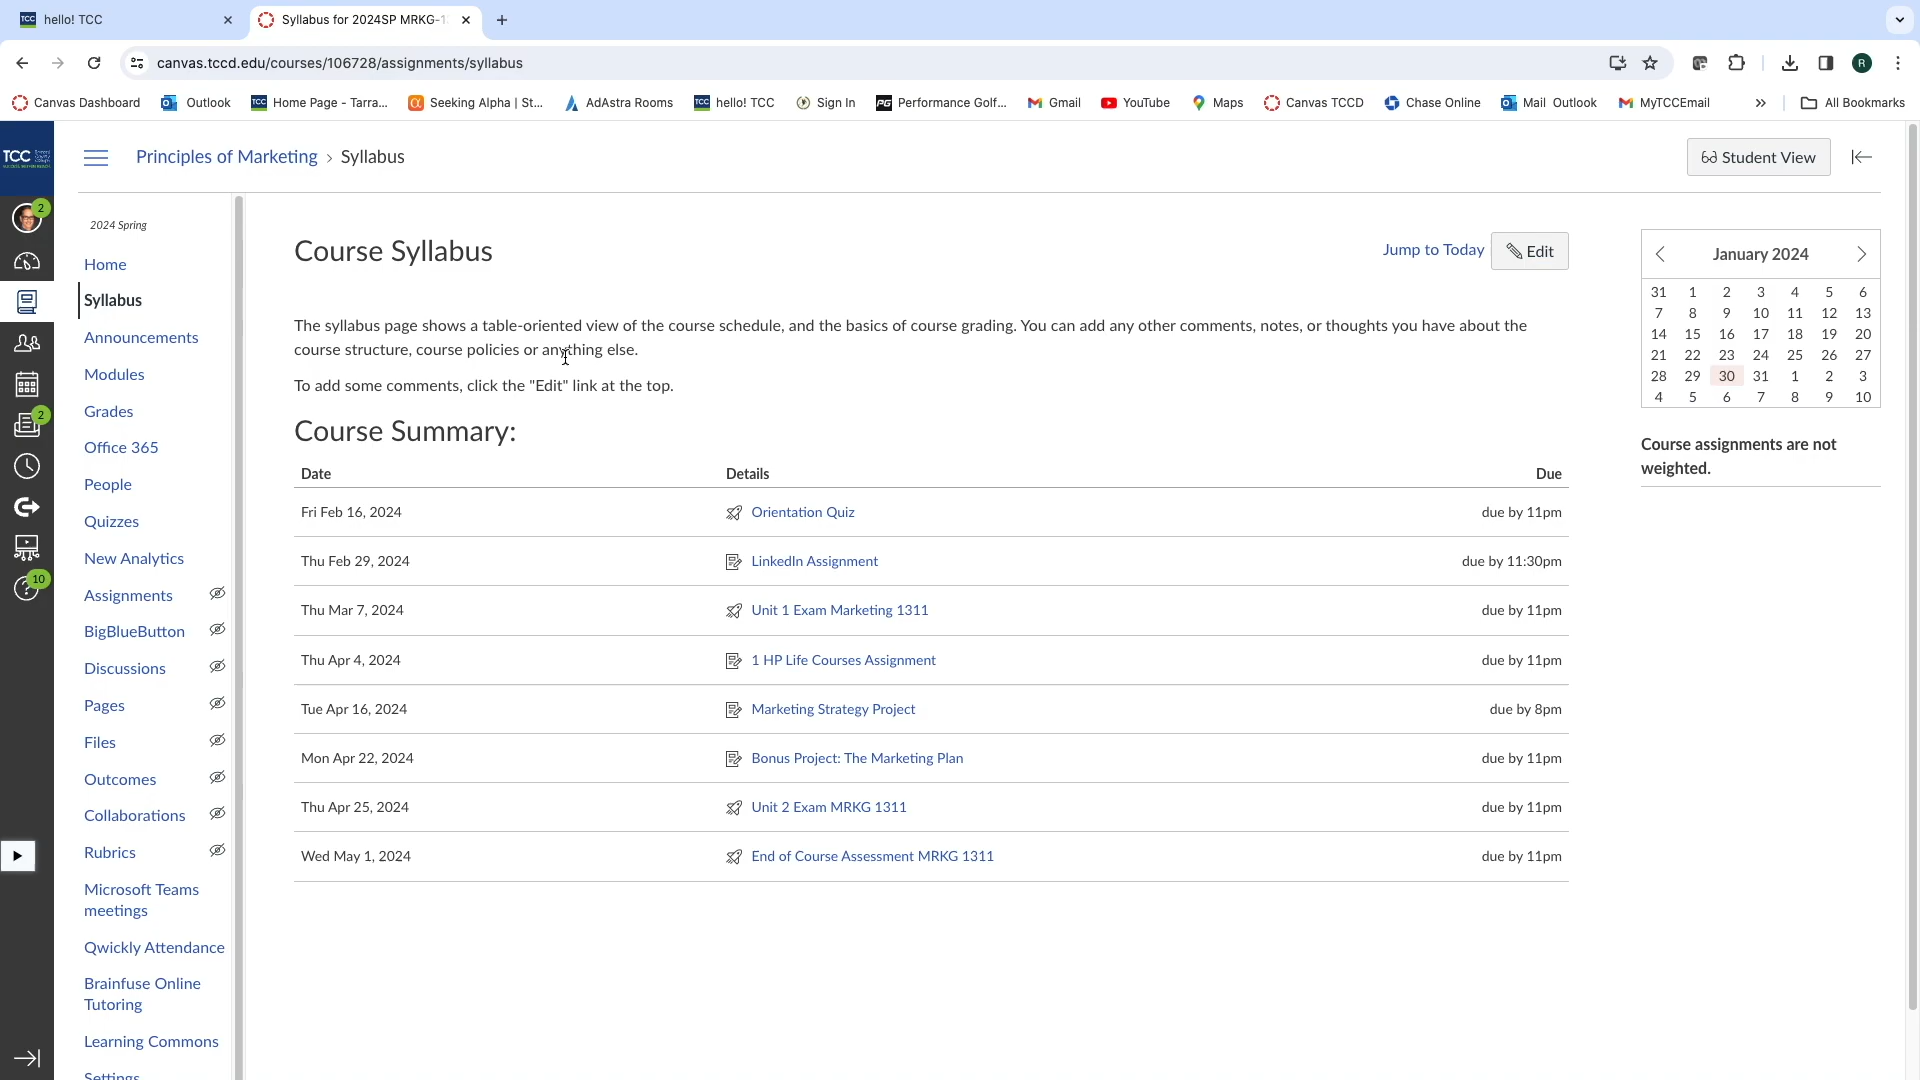 hello! TCC
Syllabus for 2024SP MRKG-1
canvas.tccd.edu/courses/106728/assignments/syllabus
R
Canvas Dashboard
Outlook
Home Page - Tarra...
Seeking Alpha | St...
AdAstra Rooms
hello! TCC
Sign In
Performance Golf...
Gmail
YouTube
Maps
Canvas TCCD
Chase Online
Mail Outlook
MyTCCEmail
All Bookmarks
TCC
Principles of Marketing › Syllabus
Student View
2
2
10
2024 Spring
Home
Syllabus
Announcements
Modules
Grades
Office 365
People
Quizzes
New Analytics
Assignments
BigBlueButton
Discussions
Pages
Files
Outcomes
Collaborations
Rubrics
Microsoft Teams
meetings
Qwickly Attendance
Brainfuse Online
Tutoring
Learning Commons
Settings
Course Syllabus
Jump to Today
Edit
The syllabus page shows a table-oriented view of the course schedule, and the basics of course grading. You can add any other comments, notes, or thoughts you have about the
course structure, course policies or anything else.
To add some comments, click the "Edit" link at the top.
Course Summary:
Date Details Due
Fri Feb 16, 2024 Orientation Quiz due by 11pm
Thu Feb 29, 2024 LinkedIn Assignment due by 11:30pm
Thu Mar 7, 2024 Unit 1 Exam Marketing 1311 due by 11pm
Thu Apr 4, 2024 1 HP Life Courses Assignment due by 11pm
Tue Apr 16, 2024 Marketing Strategy Project due by 8pm
Mon Apr 22, 2024 Bonus Project: The Marketing Plan due by 11pm
Thu Apr 25, 2024 Unit 2 Exam MRKG 1311 due by 11pm
Wed May 1, 2024 End of Course Assessment MRKG 1311 due by 11pm
January 2024
31 1 2 3 4 5 6
7 8 9 10 11 12 13
14 15 16 17 18 19 20
21 22 23 24 25 26 27
28 29 30 31 1 2 3
4 5 6 7 8 9 10
Course assignments are not
weighted.